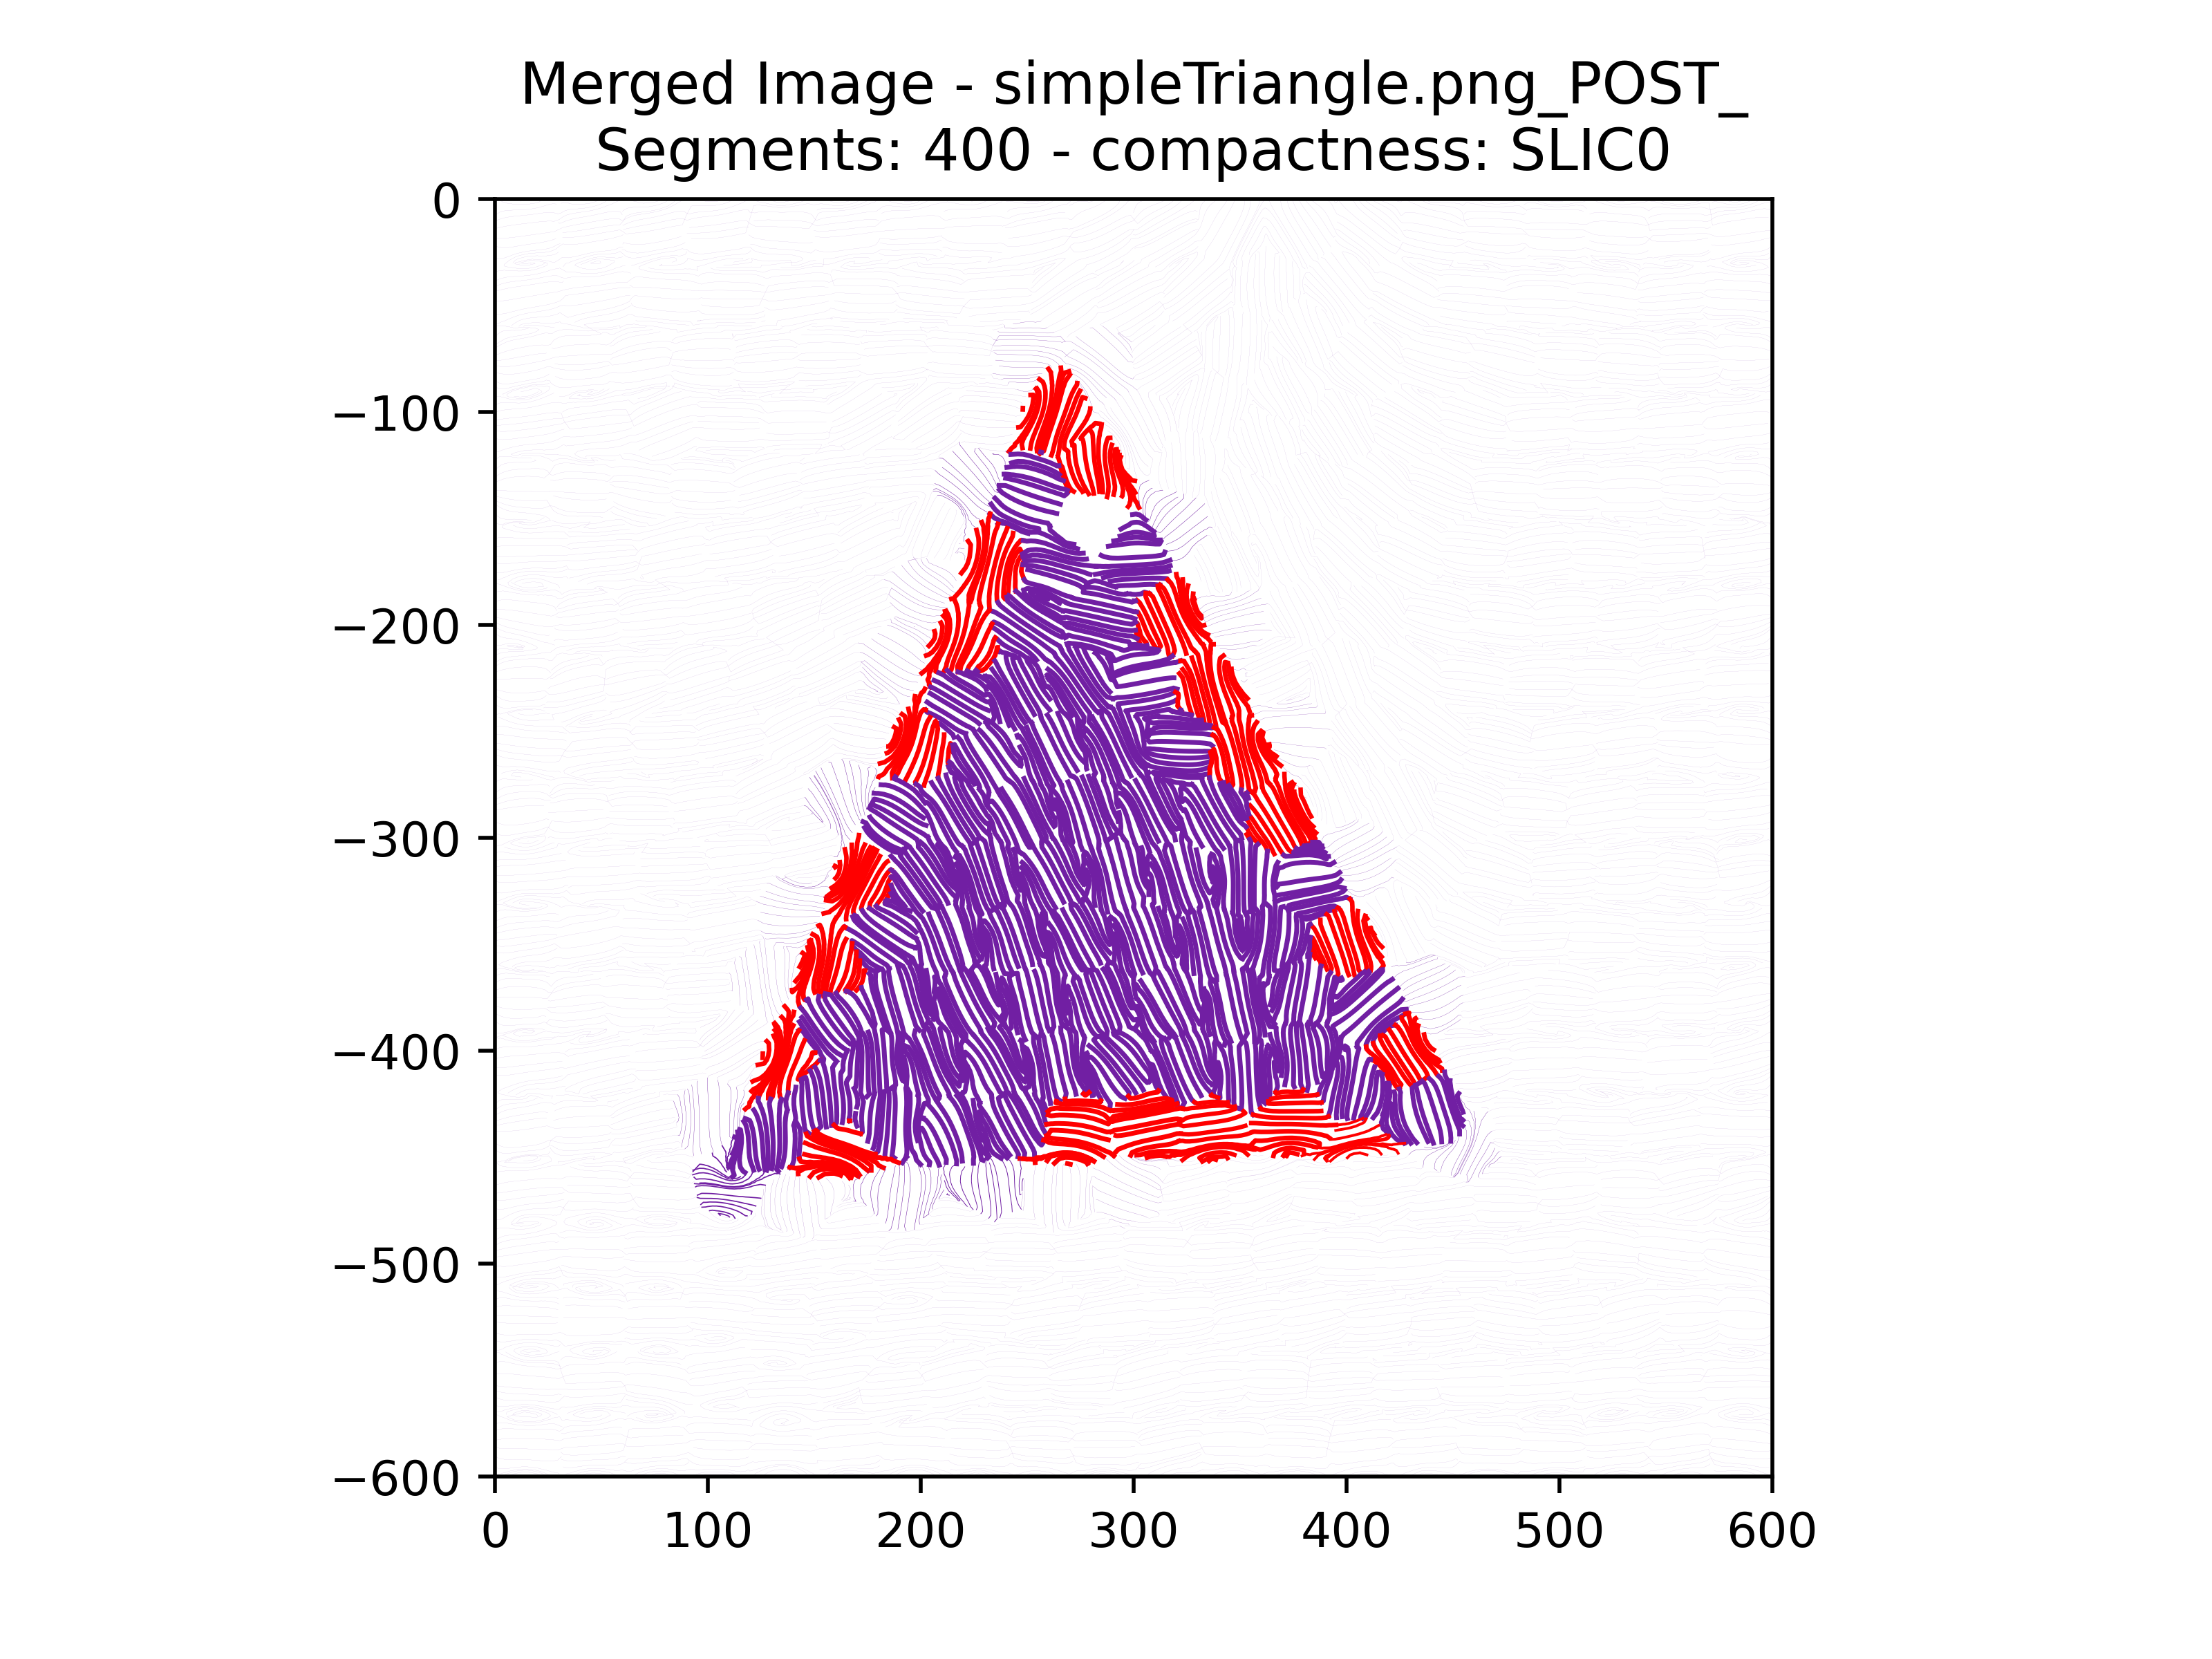 Merged Image - simpleTriangle.png_POST_
Segments: 400 - compactness: SLIC0
0
−100
−200
−300
−400
−500
−600
0 100 200 300 400 500 600